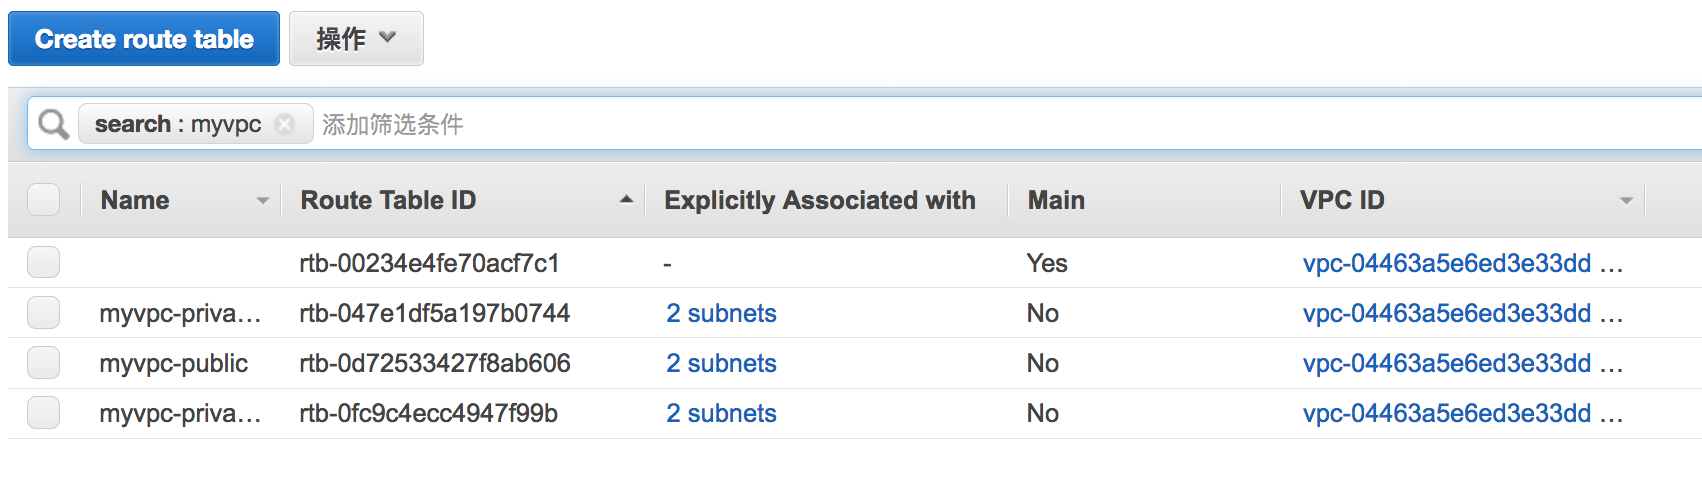 Create route table 操作
search : myvpc 添加筛选条件
Name Route Table ID Explicitly Associated with Main VPC ID
rtb-00234e4fe70acf7c1 - Yes vpc-04463a5e6ed3e33dd ...
myvpc-priva... rtb-047e1df5a197b0744 2 subnets No vpc-04463a5e6ed3e33dd ...
myvpc-public rtb-0d72533427f8ab606 2 subnets No vpc-04463a5e6ed3e33dd ...
myvpc-priva... rtb-0fc9c4ecc4947f99b 2 subnets No vpc-04463a5e6ed3e33dd ...